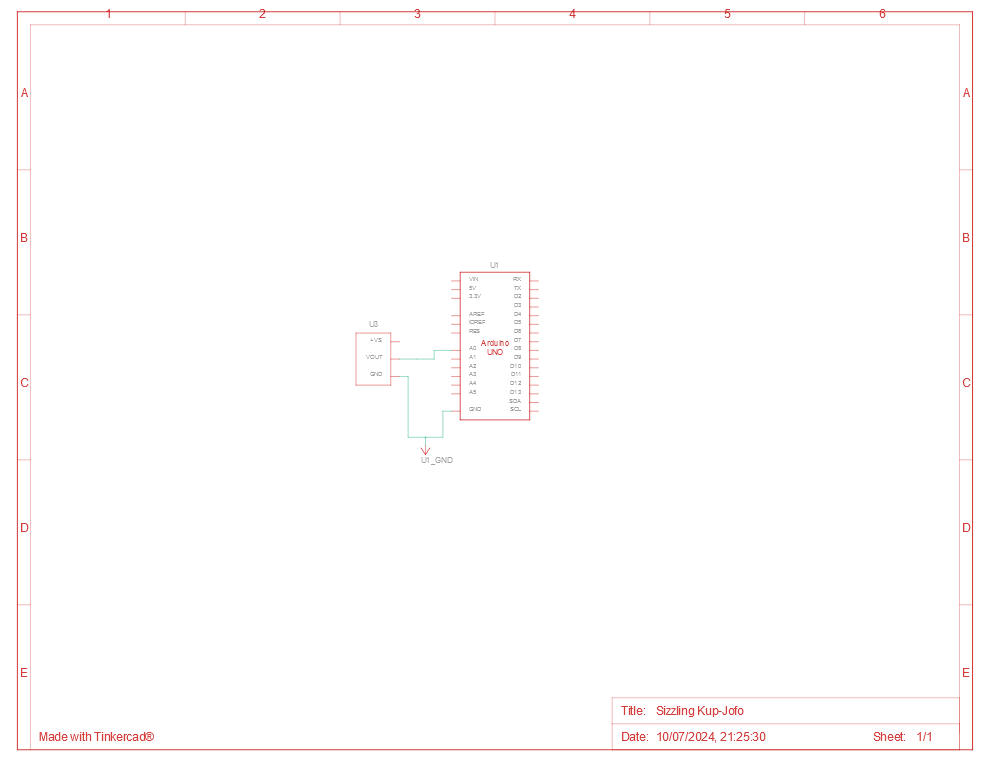 1 2 3 4 5 6
A A
B B
C C
D D
E E
U1
VIN RX
5V TX
3.3V D2
D3
AREF D4
IOREF D5
RES D6
D7
A0 D8
A1 D9
A2 D10
A3 D11
A4 D12
A5 D13
SDA
GND SCL
Arduino
UNO
U3
+VS
VOUT
GND
U1_GND
Title: Sizzling Kup-Jofo
Made with Tinkercad®
Date: 10/07/2024, 21:25:30 Sheet: 1/1